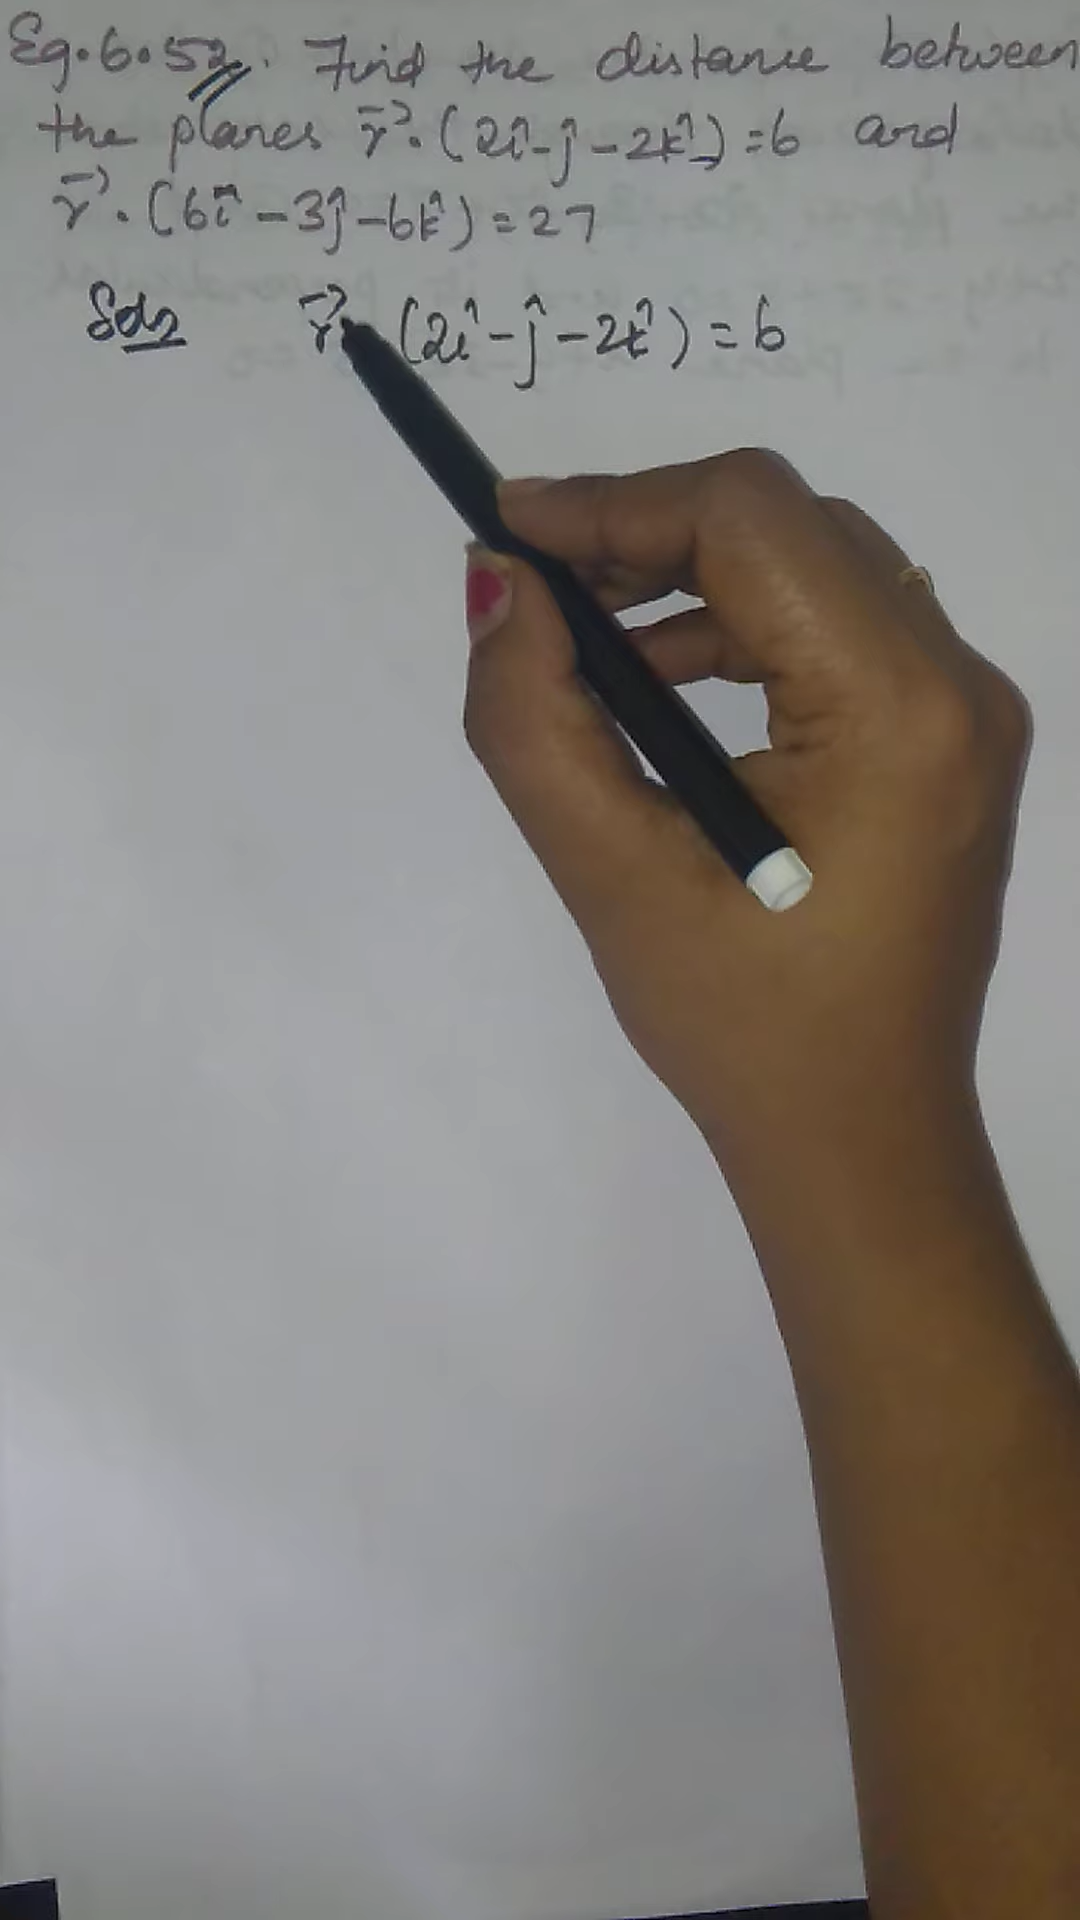 Eg.6.52. Find the distance between
the planes r⃗.(2î-ĵ-2k̂)=6 and
r⃗.(6î-3ĵ-6k̂)=27
Soln r⃗. (2î-ĵ-2k̂)=6